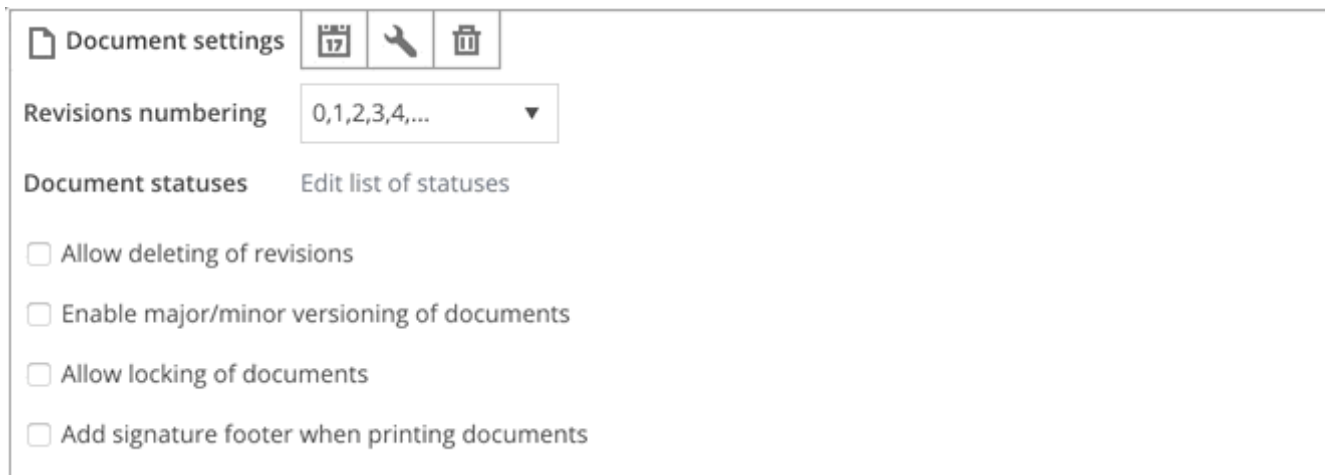 Document settings 17
Revisions numbering 0,1,2,3,4,...
Document statuses Edit list of statuses
Allow deleting of revisions
Enable major/minor versioning of documents
Allow locking of documents
Add signature footer when printing documents